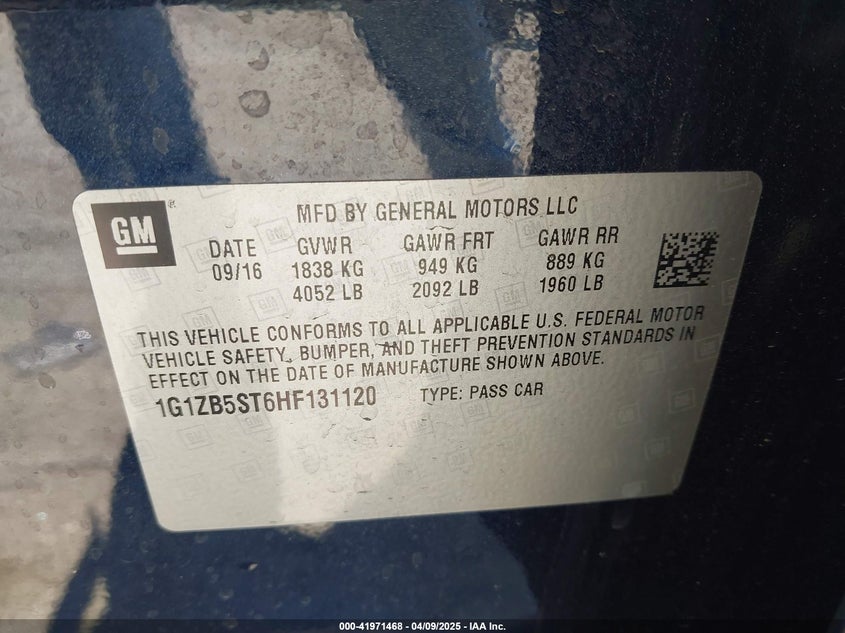 GM
MFD BY GENERAL MOTORS LLC
DATE GVWR GAWR FRT GAWR RR
09/16 1838 KG 949 KG 889 KG
4052 LB 2092 LB 1960 LB
THIS VEHICLE CONFORMS TO ALL APPLICABLE U.S. FEDERAL MOTOR
VEHICLE SAFETY, BUMPER, AND THEFT PREVENTION STANDARDS IN
EFFECT ON THE DATE OF MANUFACTURE SHOWN ABOVE.
1G1ZB5ST6HF131120 TYPE: PASS CAR
000-41971468 - 04/09/2025 - IAA Inc.